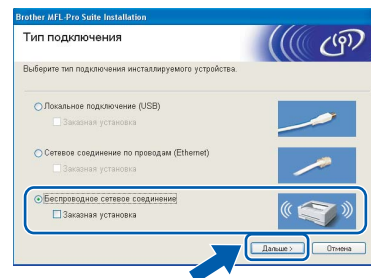 Brother MFL-Pro Suite Installation
Тип подключения
Выберите тип подключения инсталлируемого устройства.
Локальное подключение (USB)
Заказная установка
Сетевое соединение по проводам (Ethernet)
Заказная установка
Беспроводное сетевое соединение
Заказная установка
Дальше >
Отмена